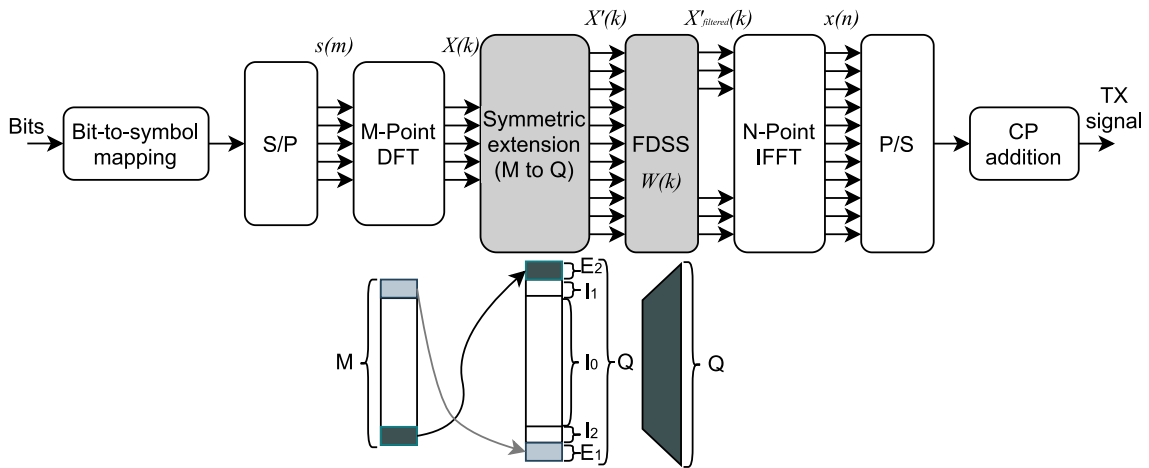 s(m)
X(k)
X'(k)
X'filtered(k)
x(n)
Bits
Bit-to-symbol
mapping
S/P
M-Point
DFT
Symmetric
extension
(M to Q)
FDSS
W(k)
N-Point
IFFT
P/S
CP
addition
TX
signal
E2
I1
M
I0
Q
Q
I2
E1